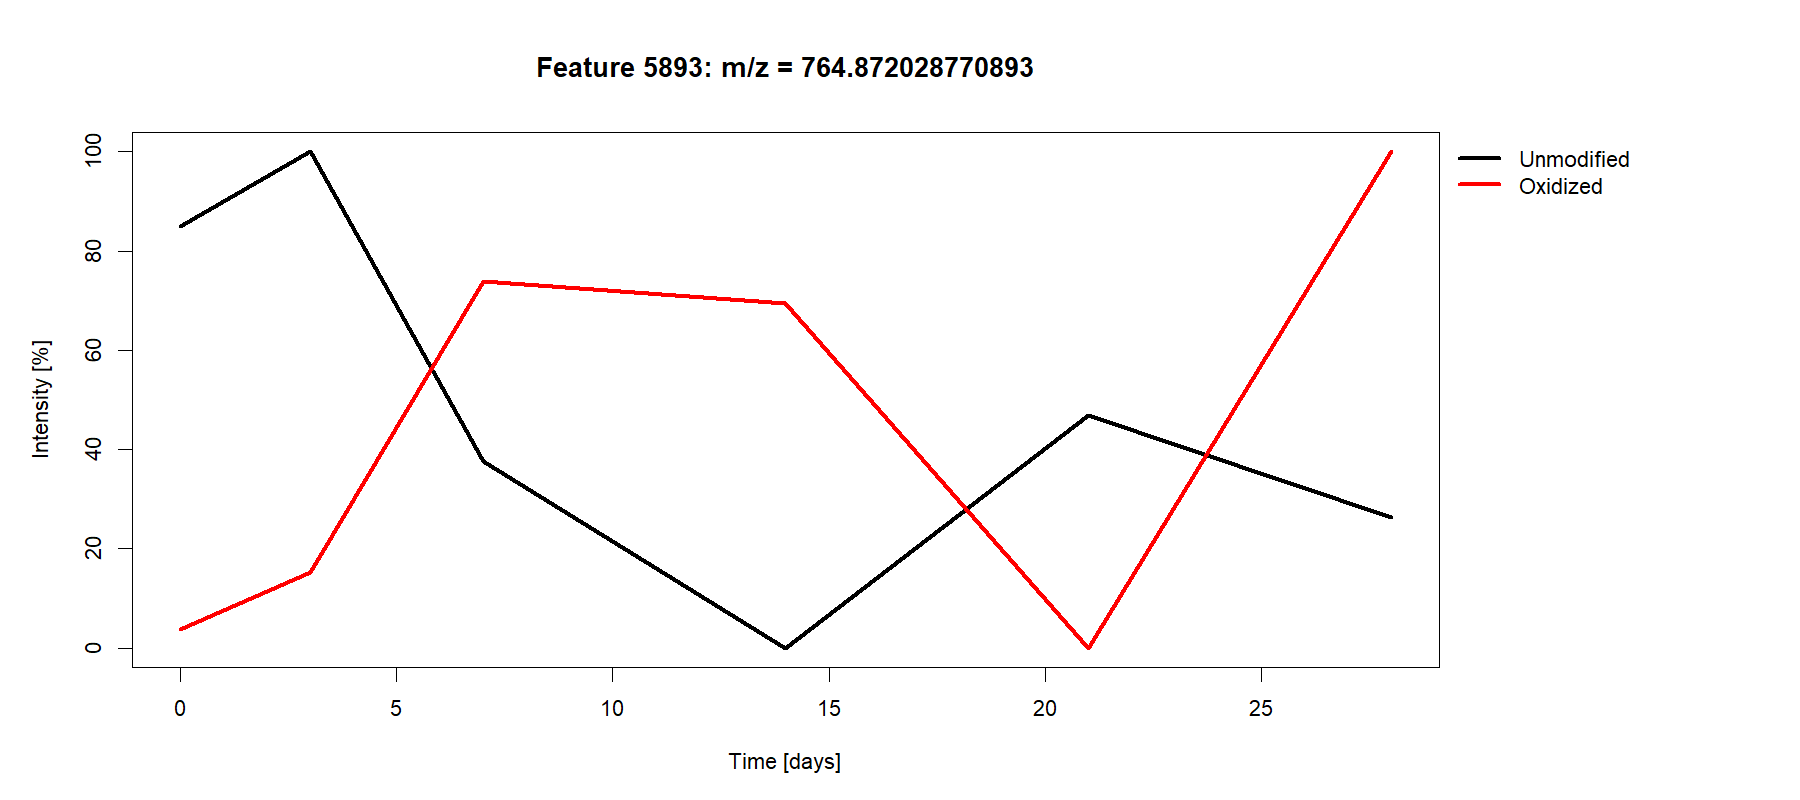 Feature 5893: m/z = 764.872028770893
Unmodified
Oxidized
Intensity [%]
100
80
60
40
20
0
0 5 10 15 20 25
Time [days]